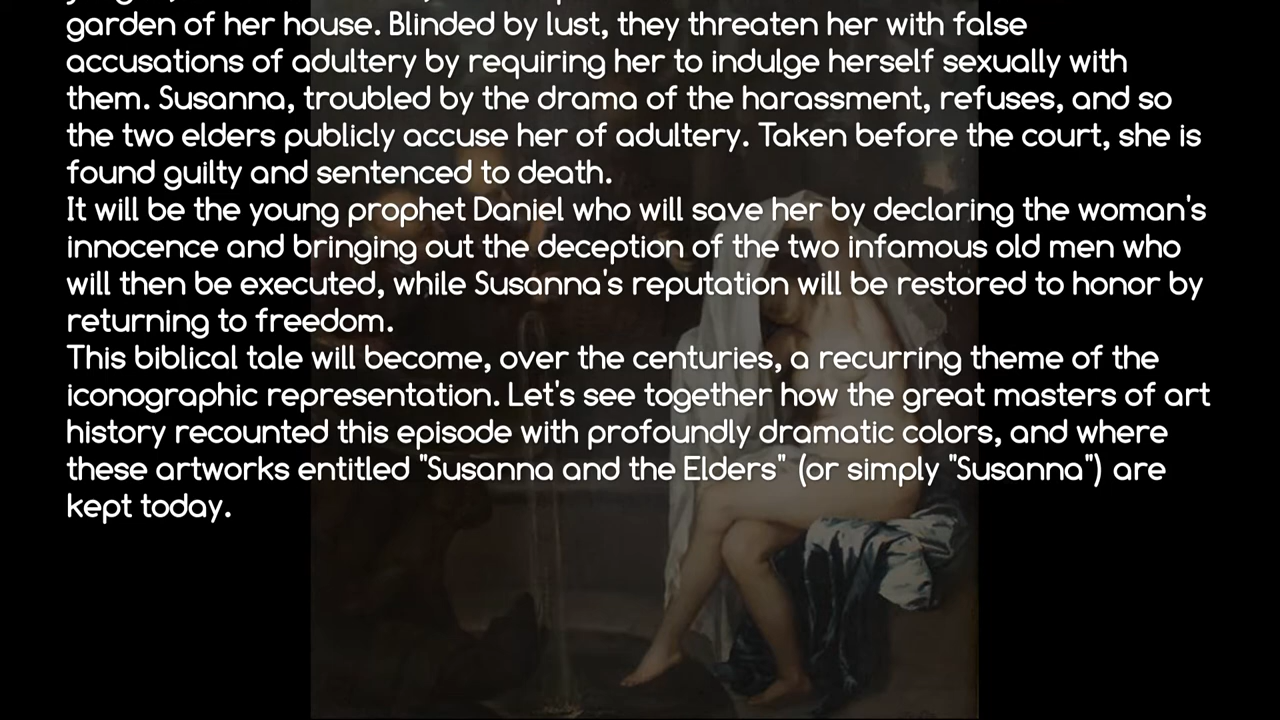 garden of her house. Blinded by lust, they threaten her with false
accusations of adultery by requiring her to indulge herself sexually with
them. Susanna, troubled by the drama of the harassment, refuses, and so
the two elders publicly accuse her of adultery. Taken before the court, she is
found guilty and sentenced to death.
It will be the young prophet Daniel who will save her by declaring the woman's
innocence and bringing out the deception of the two infamous old men who
will then be executed, while Susanna's reputation will be restored to honor by
returning to freedom.
This biblical tale will become, over the centuries, a recurring theme of the
iconographic representation. Let's see together how the great masters of art
history recounted this episode with profoundly dramatic colors, and where
these artworks entitled "Susanna and the Elders" (or simply "Susanna") are
kept today.